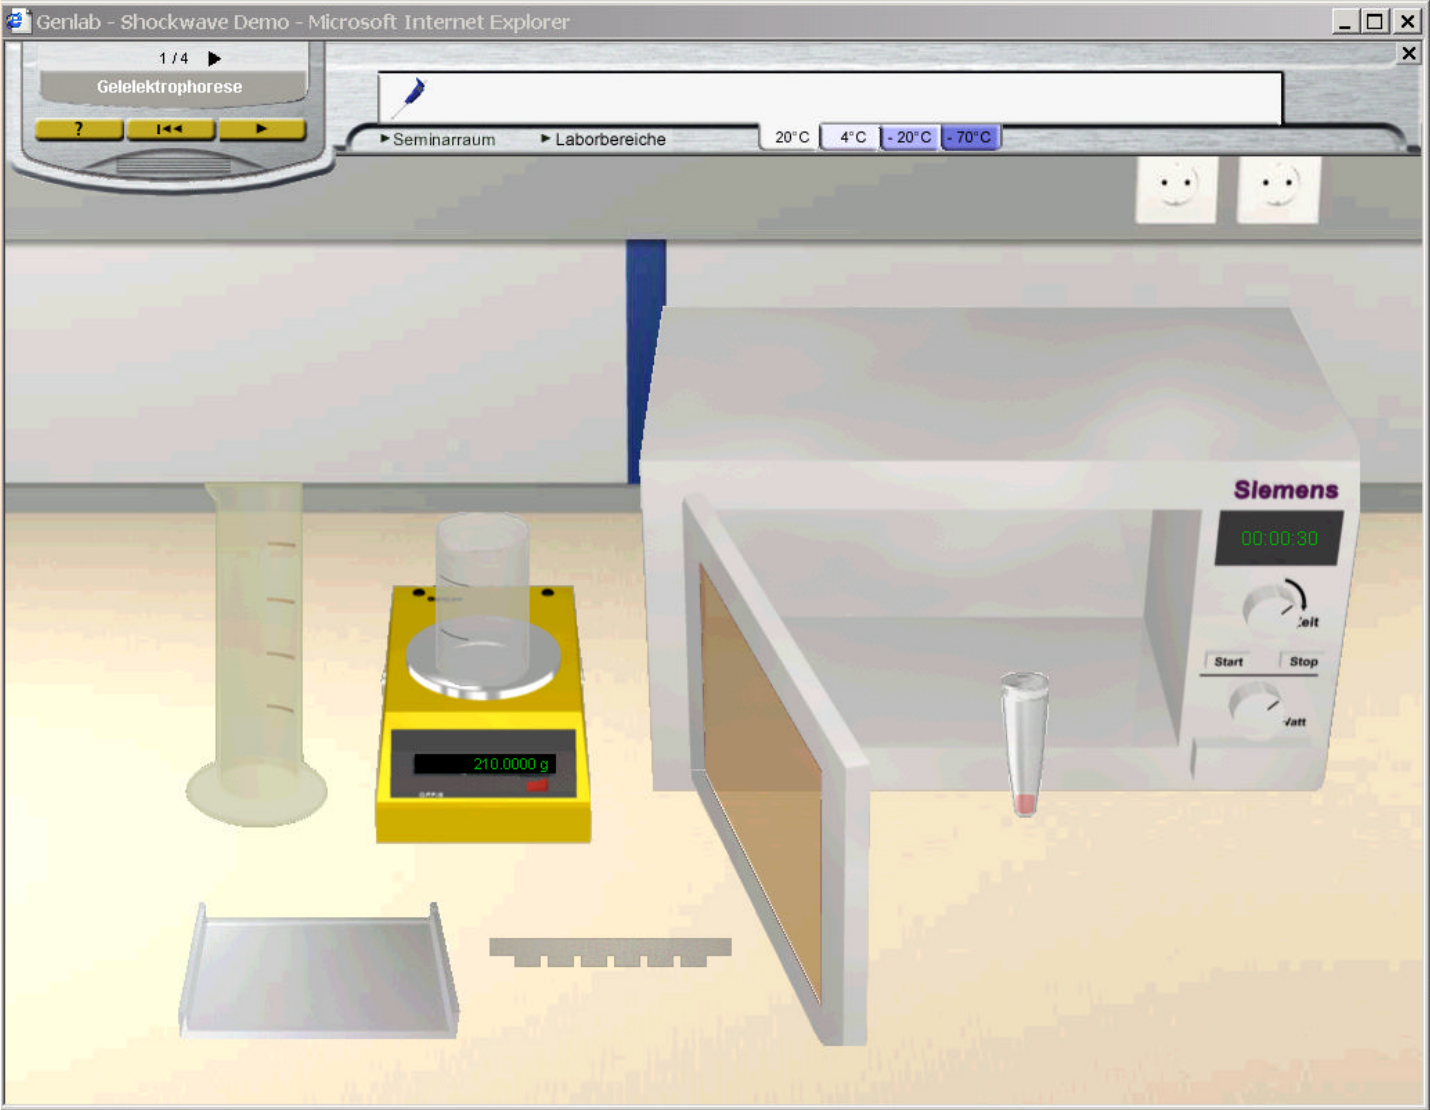 Genlab - Shockwave Demo - Microsoft Internet Explorer
1 / 4
Gelelektrophorese
?
Seminarraum
Laborbereiche
20°C
4°C
- 20°C
- 70°C
Siemens
00:00:30
Start
Stop
210.0000 g